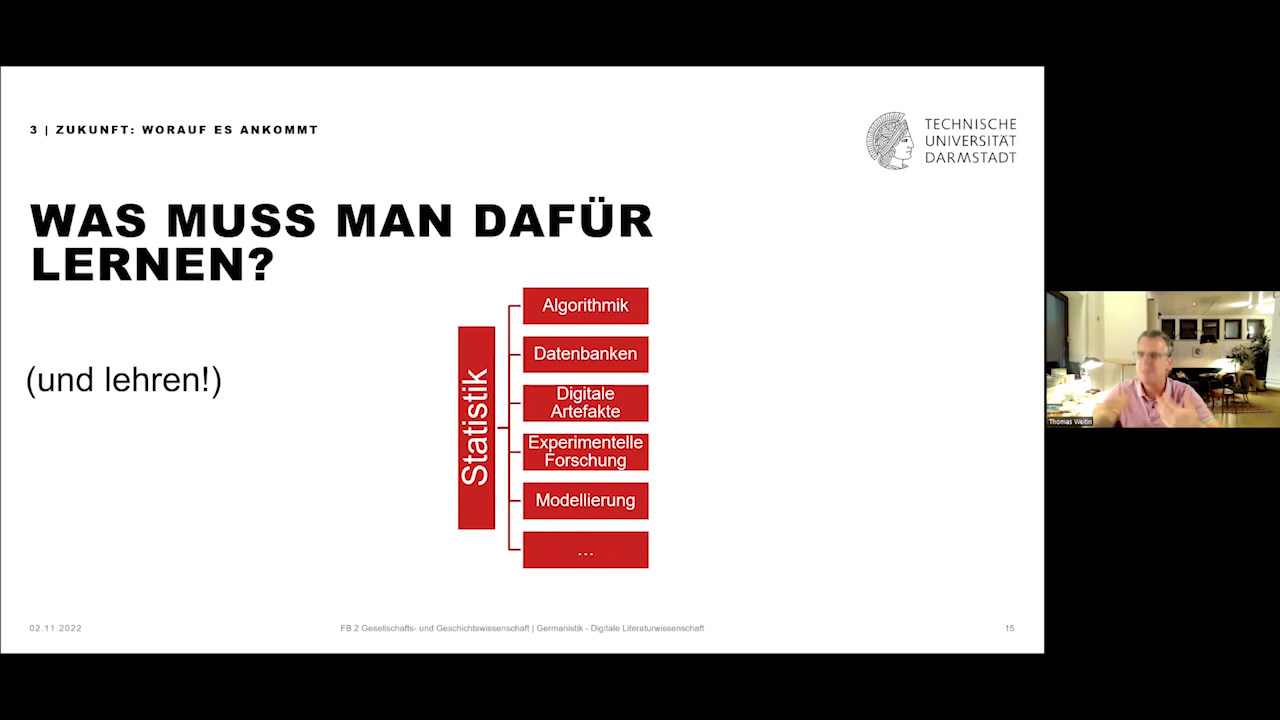 3 | ZUKUNFT: WORAUF ES ANKOMMT
TECHNISCHE
UNIVERSITÄT
DARMSTADT
WAS MUSS MAN DAFÜR
LERNEN?
(und lehren!)
Statistik
Algorithmik
Datenbanken
Digitale
Artefakte
Experimentelle
Forschung
Modellierung
...
Thomas Weitin
02.11.2022
FB 2 Gesellschafts- und Geschichtswissenschaft | Germanistik - Digitale Literaturwissenschaft
15